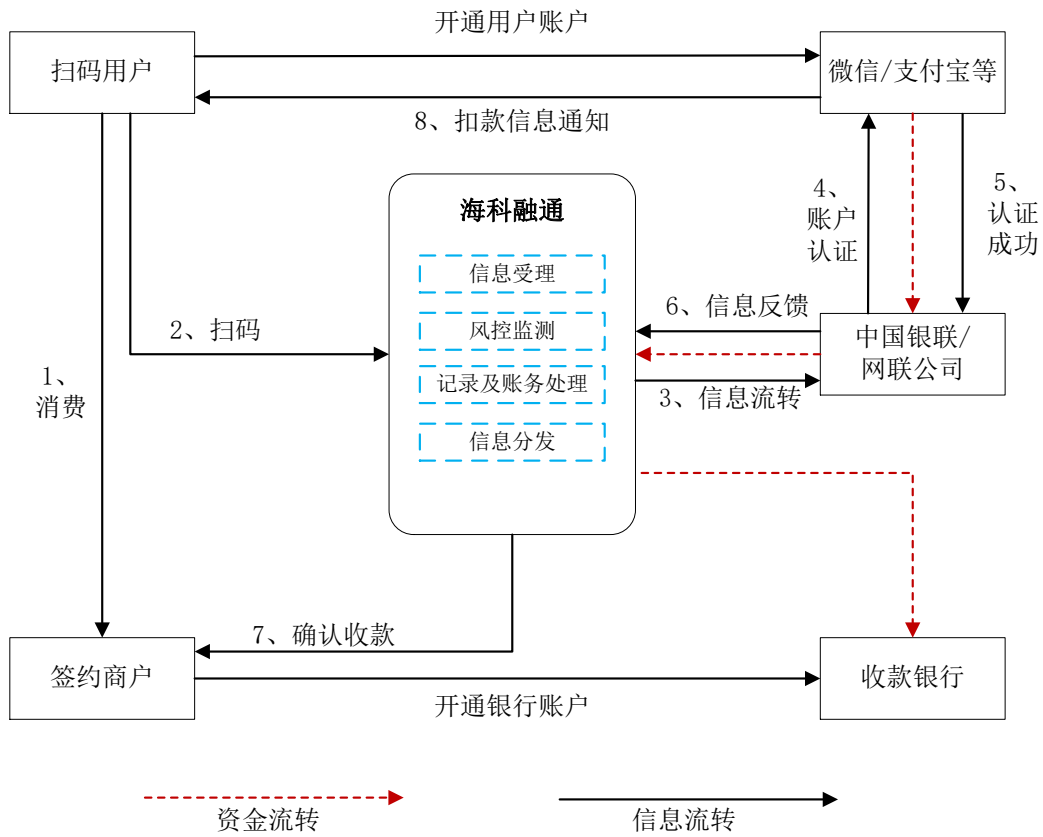 开通用户账户
扫码用户
微信/支付宝等
8、扣款信息通知
海科融通
4、
账户
认证
5、
认证
成功
信息受理
6、信息反馈
2、扫码
风控监测
中国银联/
网联公司
1、
消费
记录及账务处理
3、信息流转
信息分发
7、确认收款
签约商户
收款银行
开通银行账户
资金流转
信息流转